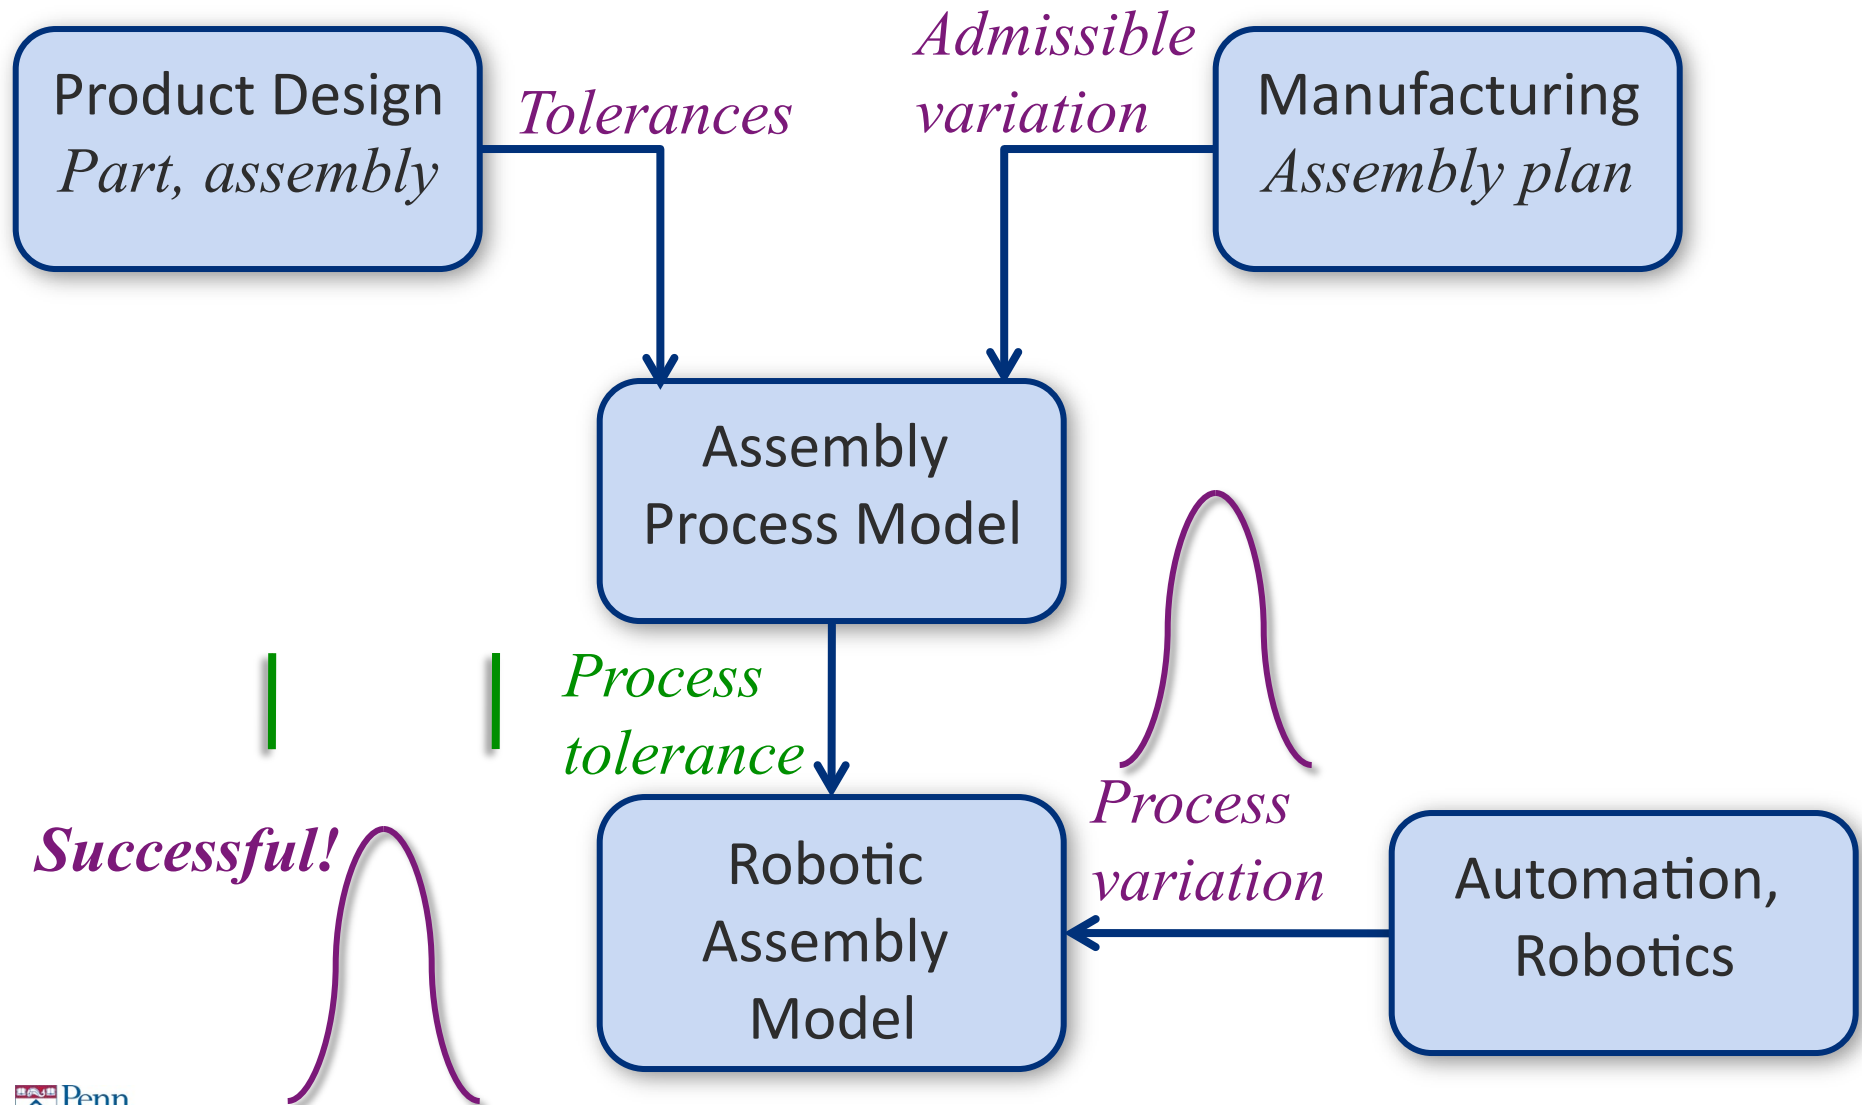 Product Design
Part, assembly
Tolerances
Admissible
variation
Manufacturing
Assembly plan
Assembly
Process Model
Process
tolerance
Successful!
Robotic
Assembly
Model
Process
variation
Automation,
Robotics
Penn